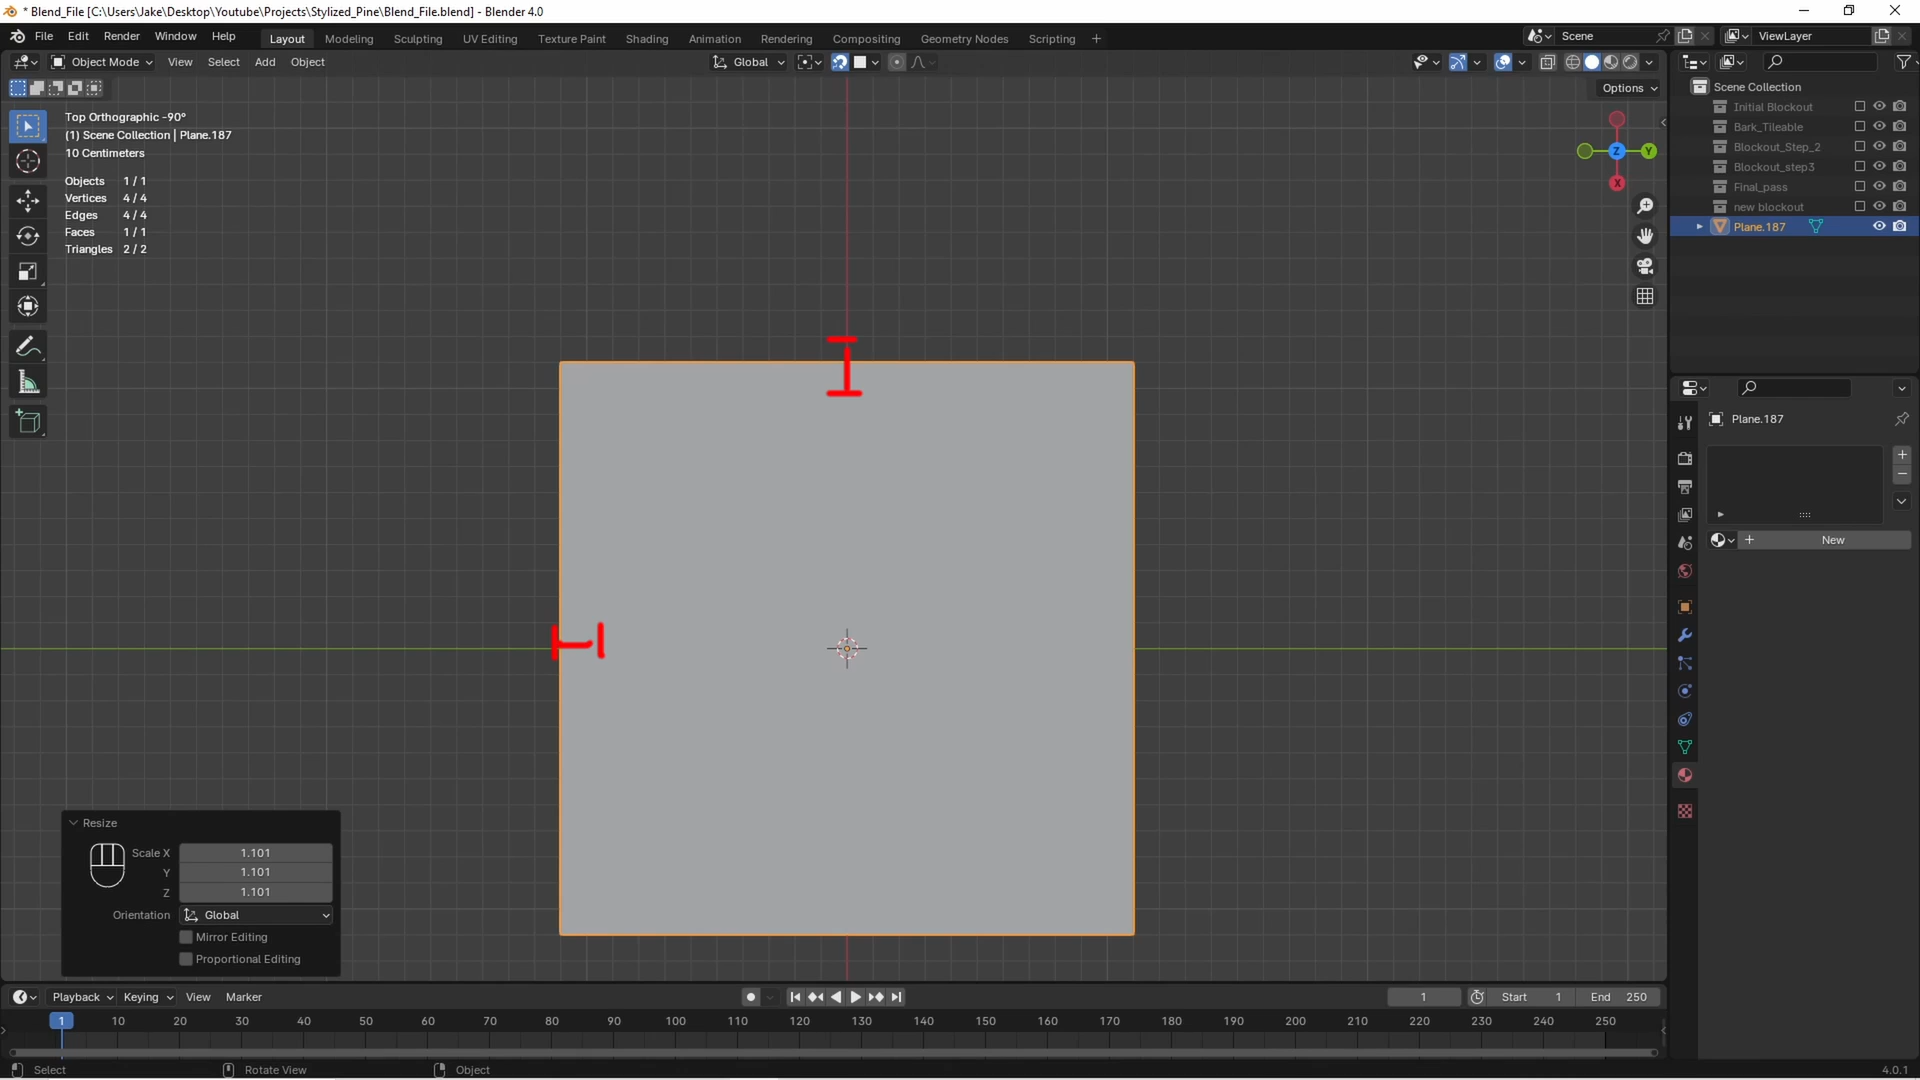 * Blend_File [C:\Users\Jake\Desktop\Youtube\Projects\Stylized_Pine\Blend_File.blend] - Blender 4.0
File Edit Render Window Help Layout Modeling Sculpting UV Editing Texture Paint Shading Animation Rendering Compositing Geometry Nodes Scripting + Scene ViewLayer
Object Mode View Select Add Object Global
Options
Top Orthographic -90°
(1) Scene Collection | Plane.187
10 Centimeters
Objects 1 / 1
Vertices 4 / 4
Edges 4 / 4
Faces 1 / 1
Triangles 2 / 2
Z Y X
Scene Collection
Initial Blockout
Bark_Tileable
Blockout_Step_2
Blockout_step3
Final_pass
new blockout
Plane.187
Plane.187
+ New
Resize
Scale X 1.101
Y 1.101
Z 1.101
Orientation Global
Mirror Editing
Proportional Editing
Playback Keying View Marker 1 Start 1 End 250
1 10 20 30 40 50 60 70 80 90 100 110 120 130 140 150 160 170 180 190 200 210 220 230 240 250
Select Rotate View Object 4.0.1